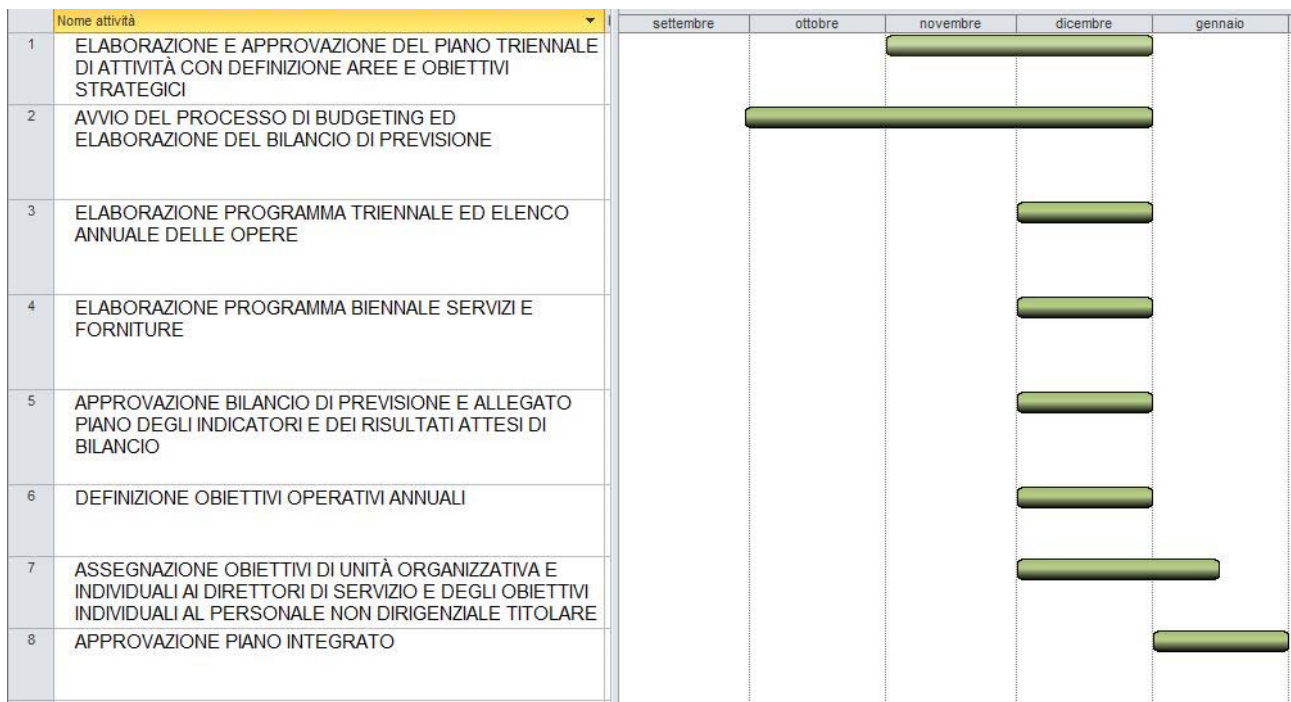 Nome attività
settembre ottobre novembre dicembre gennaio
1 ELABORAZIONE E APPROVAZIONE DEL PIANO TRIENNALE
DI ATTIVITÀ CON DEFINIZIONE AREE E OBIETTIVI
STRATEGICI
2 AVVIO DEL PROCESSO DI BUDGETING ED
ELABORAZIONE DEL BILANCIO DI PREVISIONE
3 ELABORAZIONE PROGRAMMA TRIENNALE ED ELENCO
ANNUALE DELLE OPERE
4 ELABORAZIONE PROGRAMMA BIENNALE SERVIZI E
FORNITURE
5 APPROVAZIONE BILANCIO DI PREVISIONE E ALLEGATO
PIANO DEGLI INDICATORI E DEI RISULTATI ATTESI DI
BILANCIO
6 DEFINIZIONE OBIETTIVI OPERATIVI ANNUALI
7 ASSEGNAZIONE OBIETTIVI DI UNITÀ ORGANIZZATIVA E
INDIVIDUALI AI DIRETTORI DI SERVIZIO E DEGLI OBIETTIVI
INDIVIDUALI AL PERSONALE NON DIRIGENZIALE TITOLARE
8 APPROVAZIONE PIANO INTEGRATO